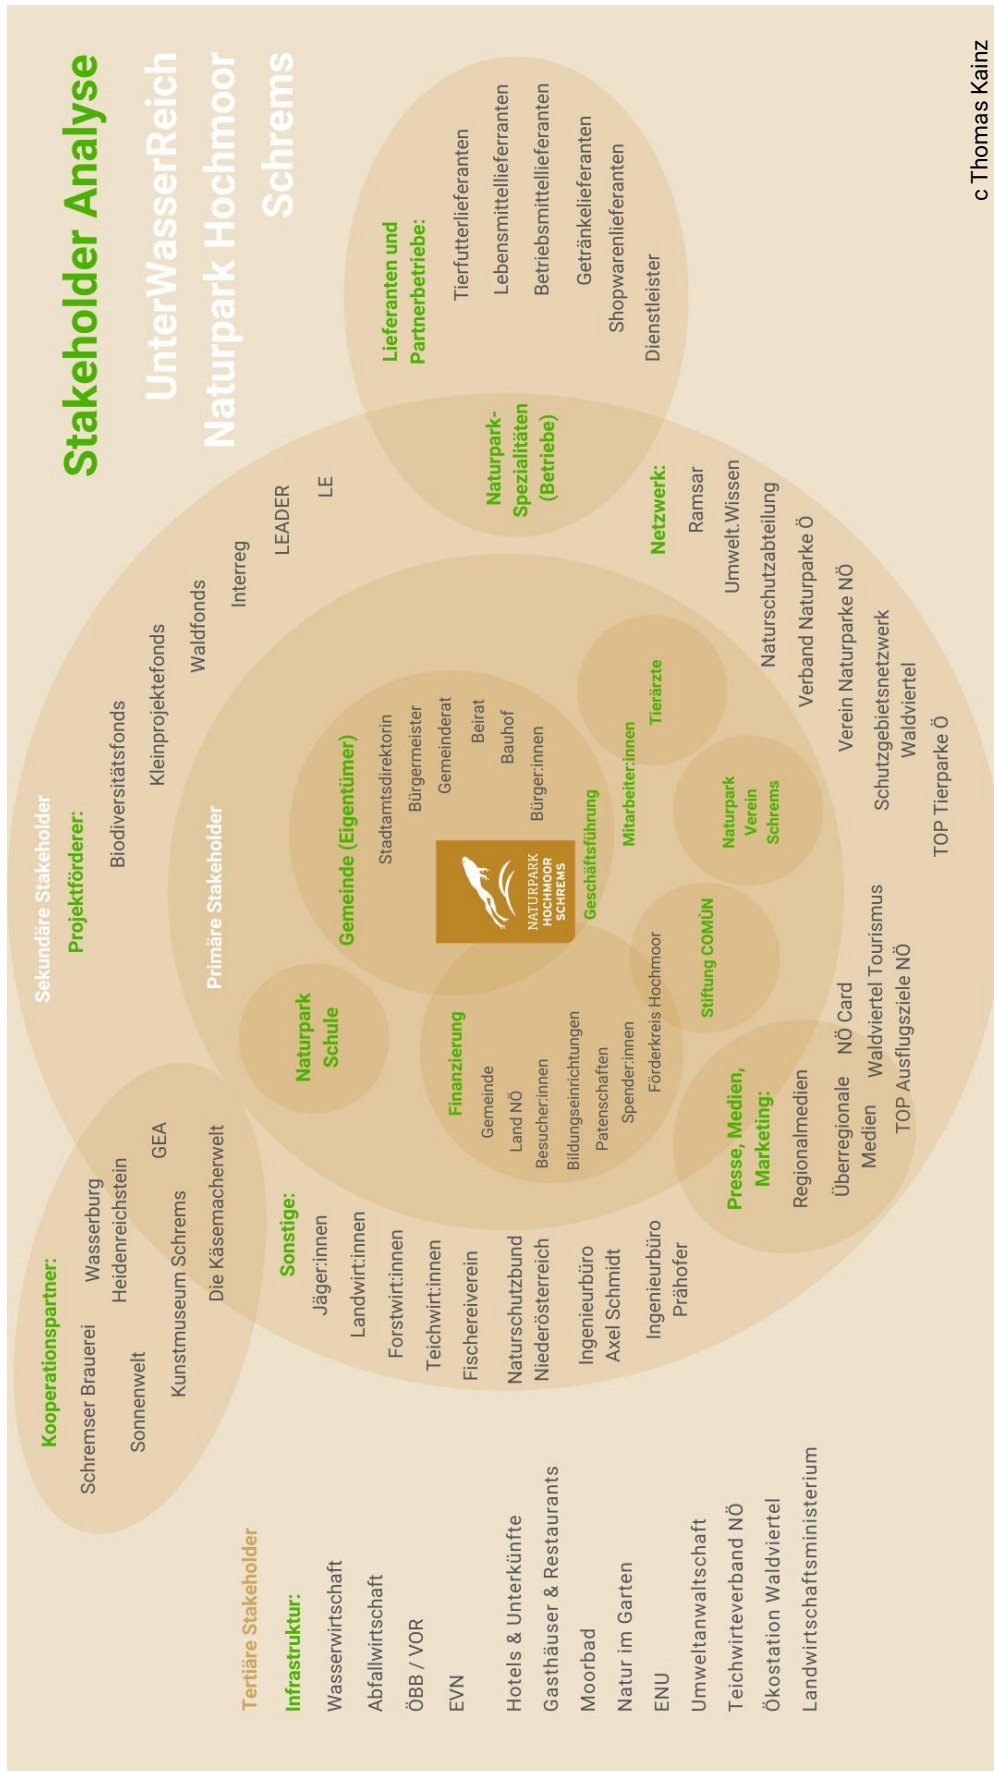 Stakeholder Analyse
UnterWasserReich
Naturpark Hochmoor
Schrems
Sekundäre Stakeholder
Projektförderer:
Biodiversitätsfonds
Kleinprojektefonds
Waldfonds
Interreg
LEADER
LE
Kooperationspartner:
Schremser Brauerei
Wasserburg
Heidenreichstein
Sonnenwelt
GEA
Kunstmuseum Schrems
Die Käsemacherwelt
Primäre Stakeholder
Naturpark
Schule
Gemeinde (Eigentümer)
Stadtamtsdirektorin
Bürgermeister
Gemeinderat
Beirat
Bauhof
Bürger:innen
NATURPARK
HOCHMOOR
SCHREMS
Geschäftsführung
Mitarbeiter:innen
Tierärzte
Naturpark
Verein
Schrems
Stiftung COMÙN
Finanzierung
Gemeinde
Land NÖ
Besucher:innen
Bildungseinrichtungen
Patenschaften
Spender:innen
Förderkreis Hochmoor
Lieferanten und
Partnerbetriebe:
Tierfutterlieferanten
Lebensmittellieferranten
Betriebsmittellieferanten
Getränkelieferanten
Shopwarenlieferanten
Dienstleister
Naturpark-
Spezialitäten
(Betriebe)
Netzwerk:
Ramsar
Umwelt.Wissen
Naturschutzabteilung
Verband Naturparke Ö
Verein Naturparke NÖ
Schutzgebietsnetzwerk
Waldviertel
TOP Tierparke Ö
Presse, Medien,
Marketing:
Regionalmedien
Überregionale
Medien
NÖ Card
Waldviertel Tourismus
TOP Ausflugsziele NÖ
Sonstige:
Jäger:innen
Landwirt:innen
Forstwirt:innen
Teichwirt:innen
Fischereiverein
Naturschutzbund
Niederösterreich
Ingenieurbüro
Axel Schmidt
Ingenieurbüro
Prähofer
Tertiäre Stakeholder
Infrastruktur:
Wasserwirtschaft
Abfallwirtschaft
ÖBB / VOR
EVN
Hotels & Unterkünfte
Gasthäuser & Restaurants
Moorbad
Natur im Garten
ENU
Umweltanwaltschaft
Teichwirteverband NÖ
Ökostation Waldviertel
Landwirtschaftsministerium
c Thomas Kainz